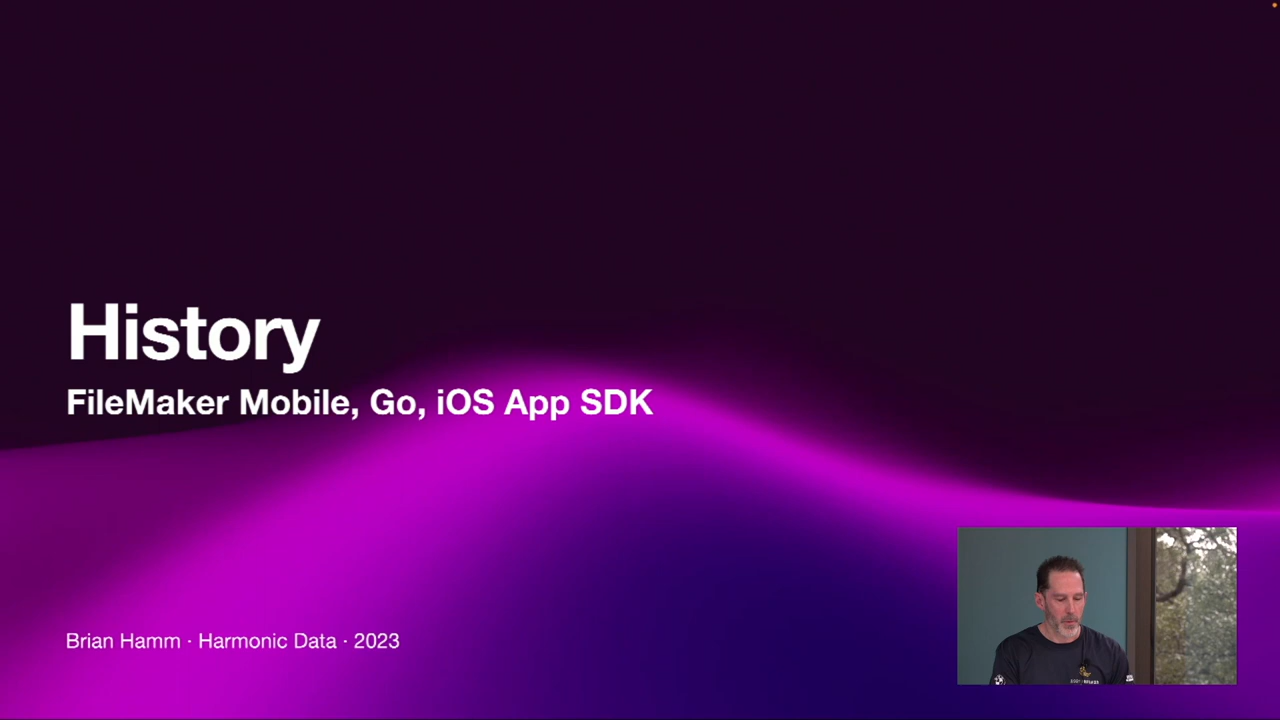 History
FileMaker Mobile, Go, iOS App SDK
Brian Hamm · Harmonic Data · 2023